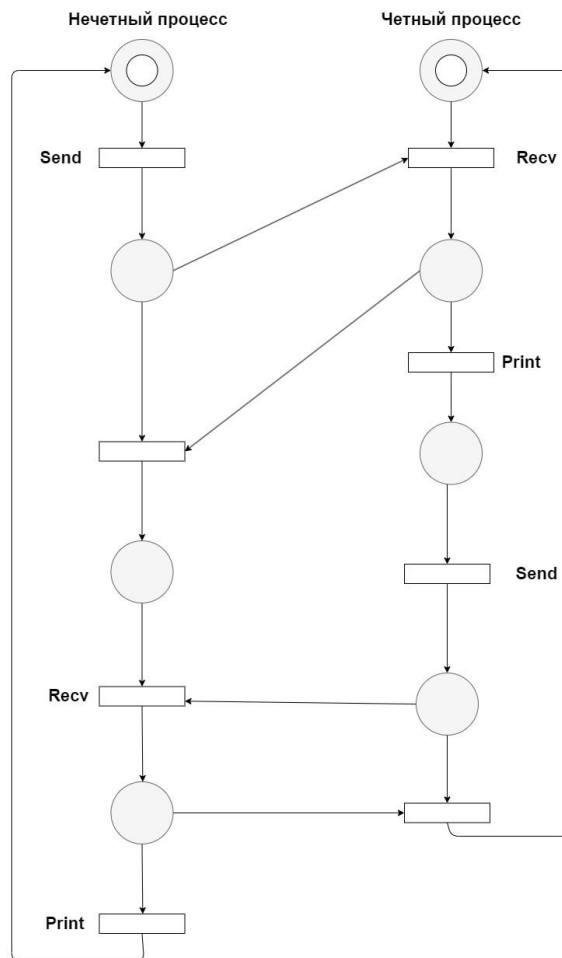 Нечетный процесс
Четный процесс
Send
Recv
Print
Send
Recv
Print